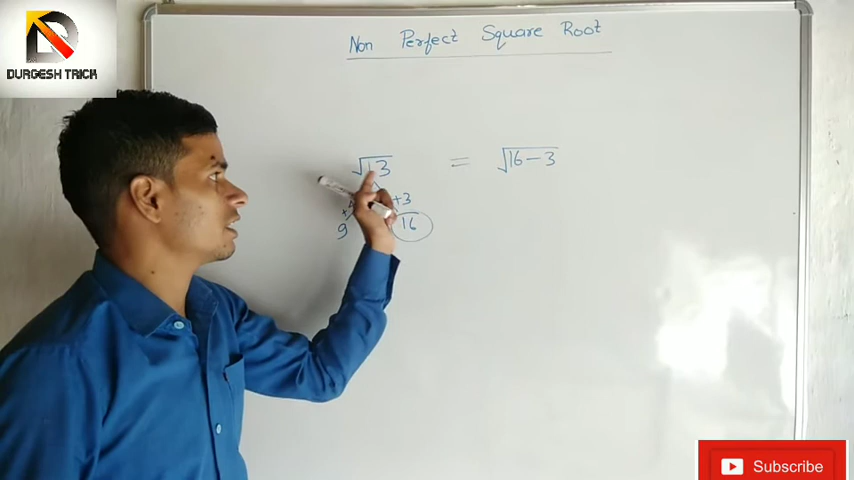 DURGESH TRICK
Non Perfect Square Root
√13 = √16-3
+3
9 16
Subscribe